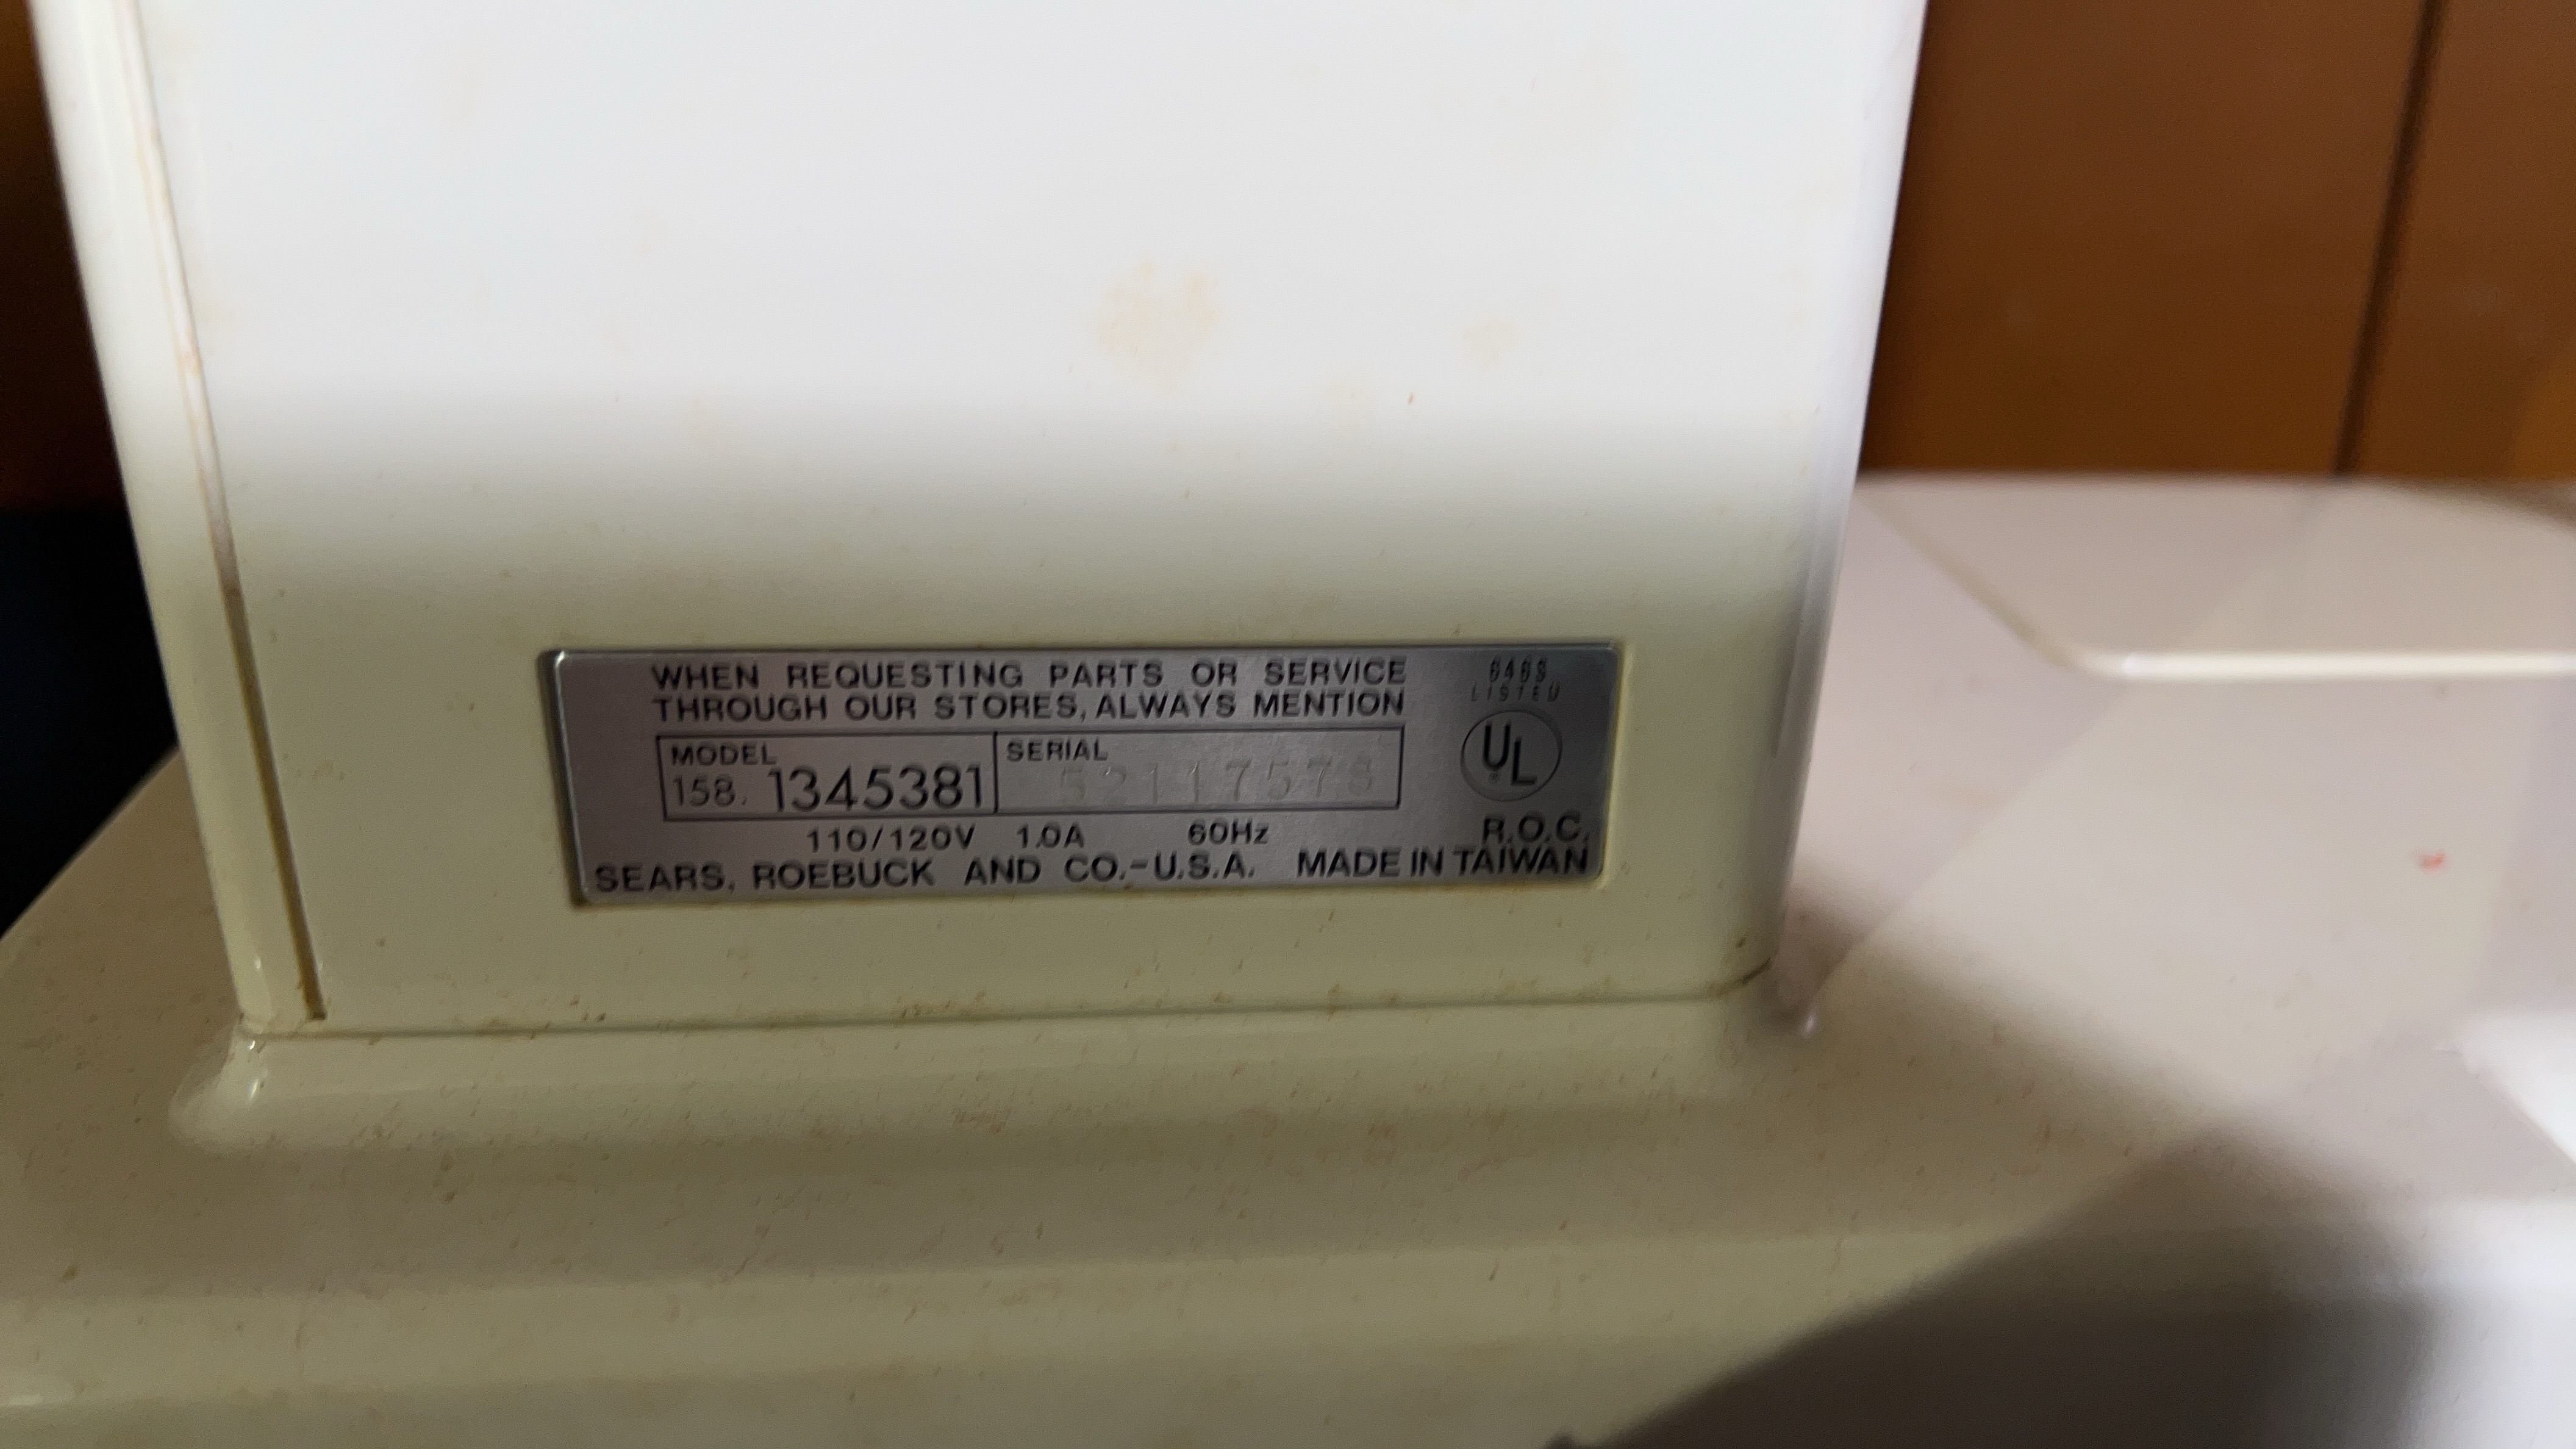 WHEN REQUESTING PARTS OR SERVICE
THROUGH OUR STORES, ALWAYS MENTION
LISTED
UL
MODEL
158. 1345381
SERIAL
110/120V 1.0A 60Hz
R.O.C.
SEARS, ROEBUCK AND CO.-U.S.A. MADE IN TAIWAN